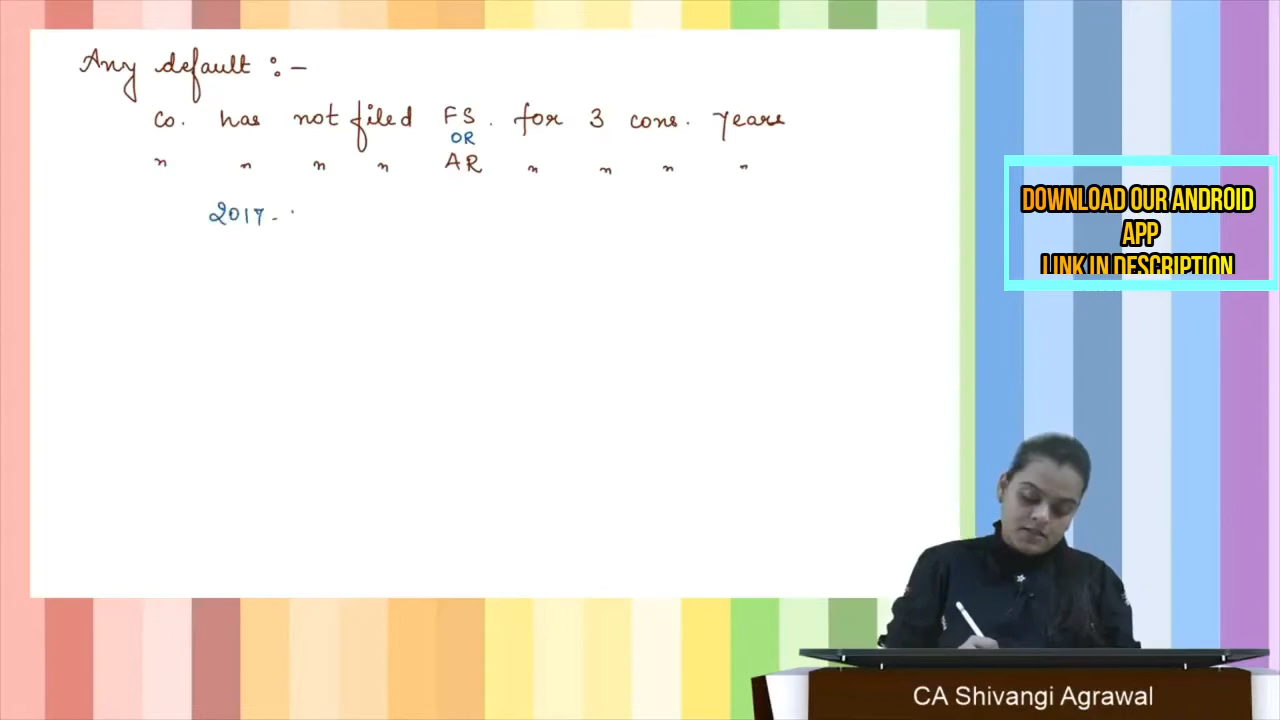 Any default :-
Co. has not filed FS. for 3 cons. years
OR
" " " " AR " " " "
2017-
DOWNLOAD OUR ANDROID
APP
LINK IN DESCRIPTION
CA Shivangi Agrawal